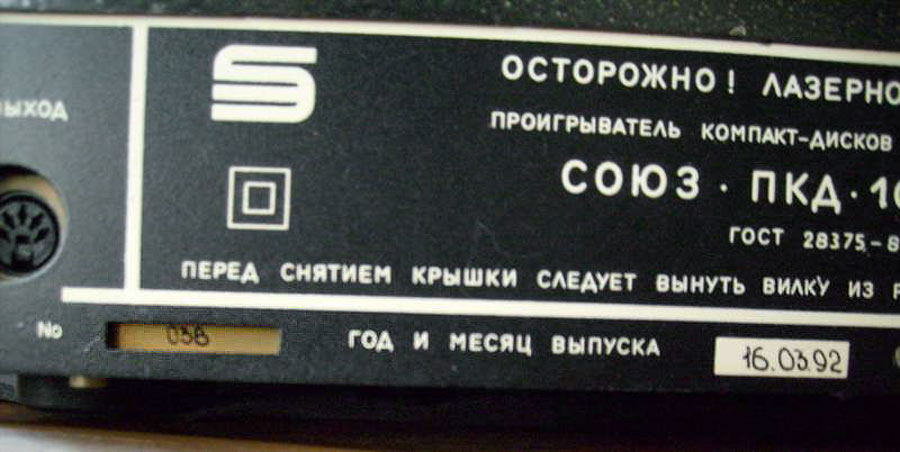 ВЫХОД
ОСТОРОЖНО! ЛАЗЕРНО
ПРОИГРЫВАТЕЛЬ КОМПАКТ-ДИСКОВ
СОЮЗ · ПКД · 10
ГОСТ 28375-8
ПЕРЕД СНЯТИЕМ КРЫШКИ СЛЕДУЕТ ВЫНУТЬ ВИЛКУ ИЗ Р
№ 038 ГОД И МЕСЯЦ ВЫПУСКА 16.03.92